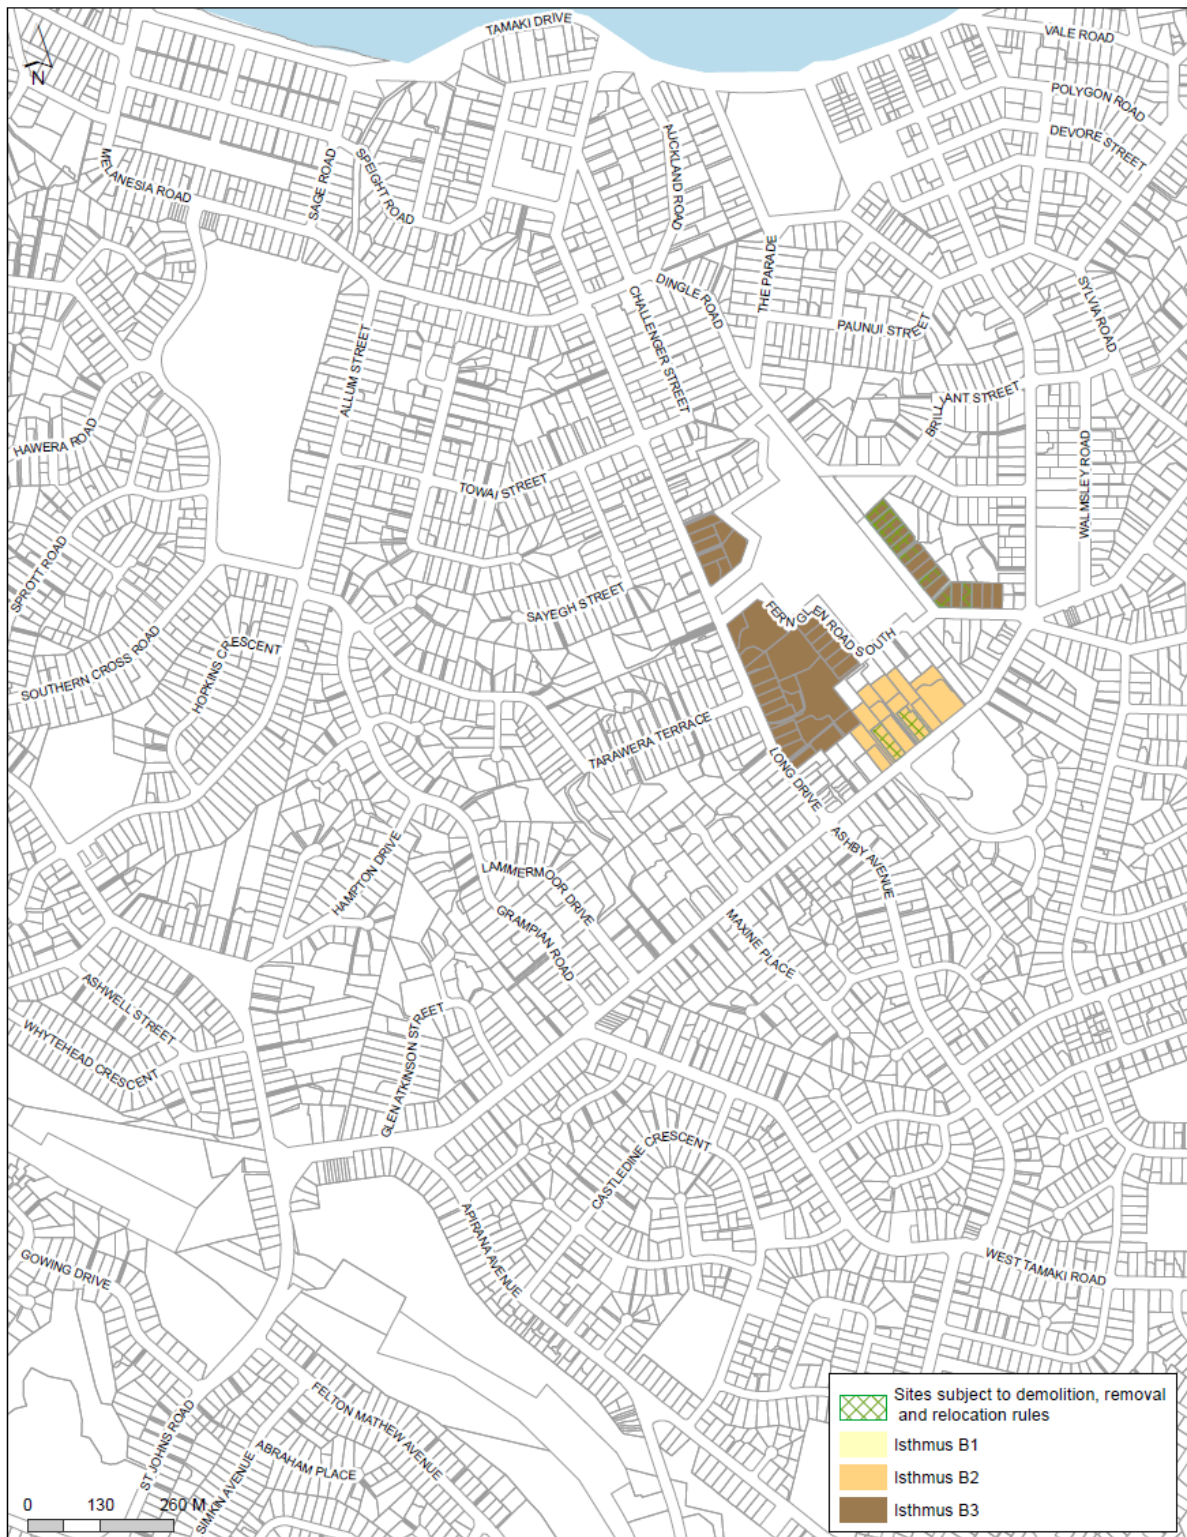 TAMAKI DRIVE
VALE ROAD
N
POLYGON ROAD
DEVORE STREET
AUCKLAND ROAD
MELANESIA ROAD
SAGE ROAD
SPEIGHT ROAD
THE PARADE
DINGLE ROAD
SYLVIA ROAD
CHALLENGER STREET
PAUNUI STREET
ALLUM STREET
BRILLIANT STREET
HAWERA ROAD
TOWAI STREET
WALMSLEY ROAD
SPROTT ROAD
SAYEGH STREET
FERN GLEN ROAD SOUTH
SOUTHERN CROSS ROAD
HOPKINS CRESCENT
TARAWERA TERRACE
LONG DRIVE
ASHBY AVENUE
HAMPTON DRIVE
LAMMERMOOR DRIVE
GRAMPIAN ROAD
MAXINE PLACE
ASHWELL STREET
WHYTEHEAD CRESCENT
GLEN ATKINSON STREET
CASTLEDINE CRESCENT
APIRANA AVENUE
GOWING DRIVE
WEST TAMAKI ROAD
FELTON MATHEW AVENUE
ST JOHNS ROAD
ABRAHAM PLACE
SIMKIN AVENUE
0 130 260 M
Sites subject to demolition, removal
and relocation rules
Isthmus B1
Isthmus B2
Isthmus B3